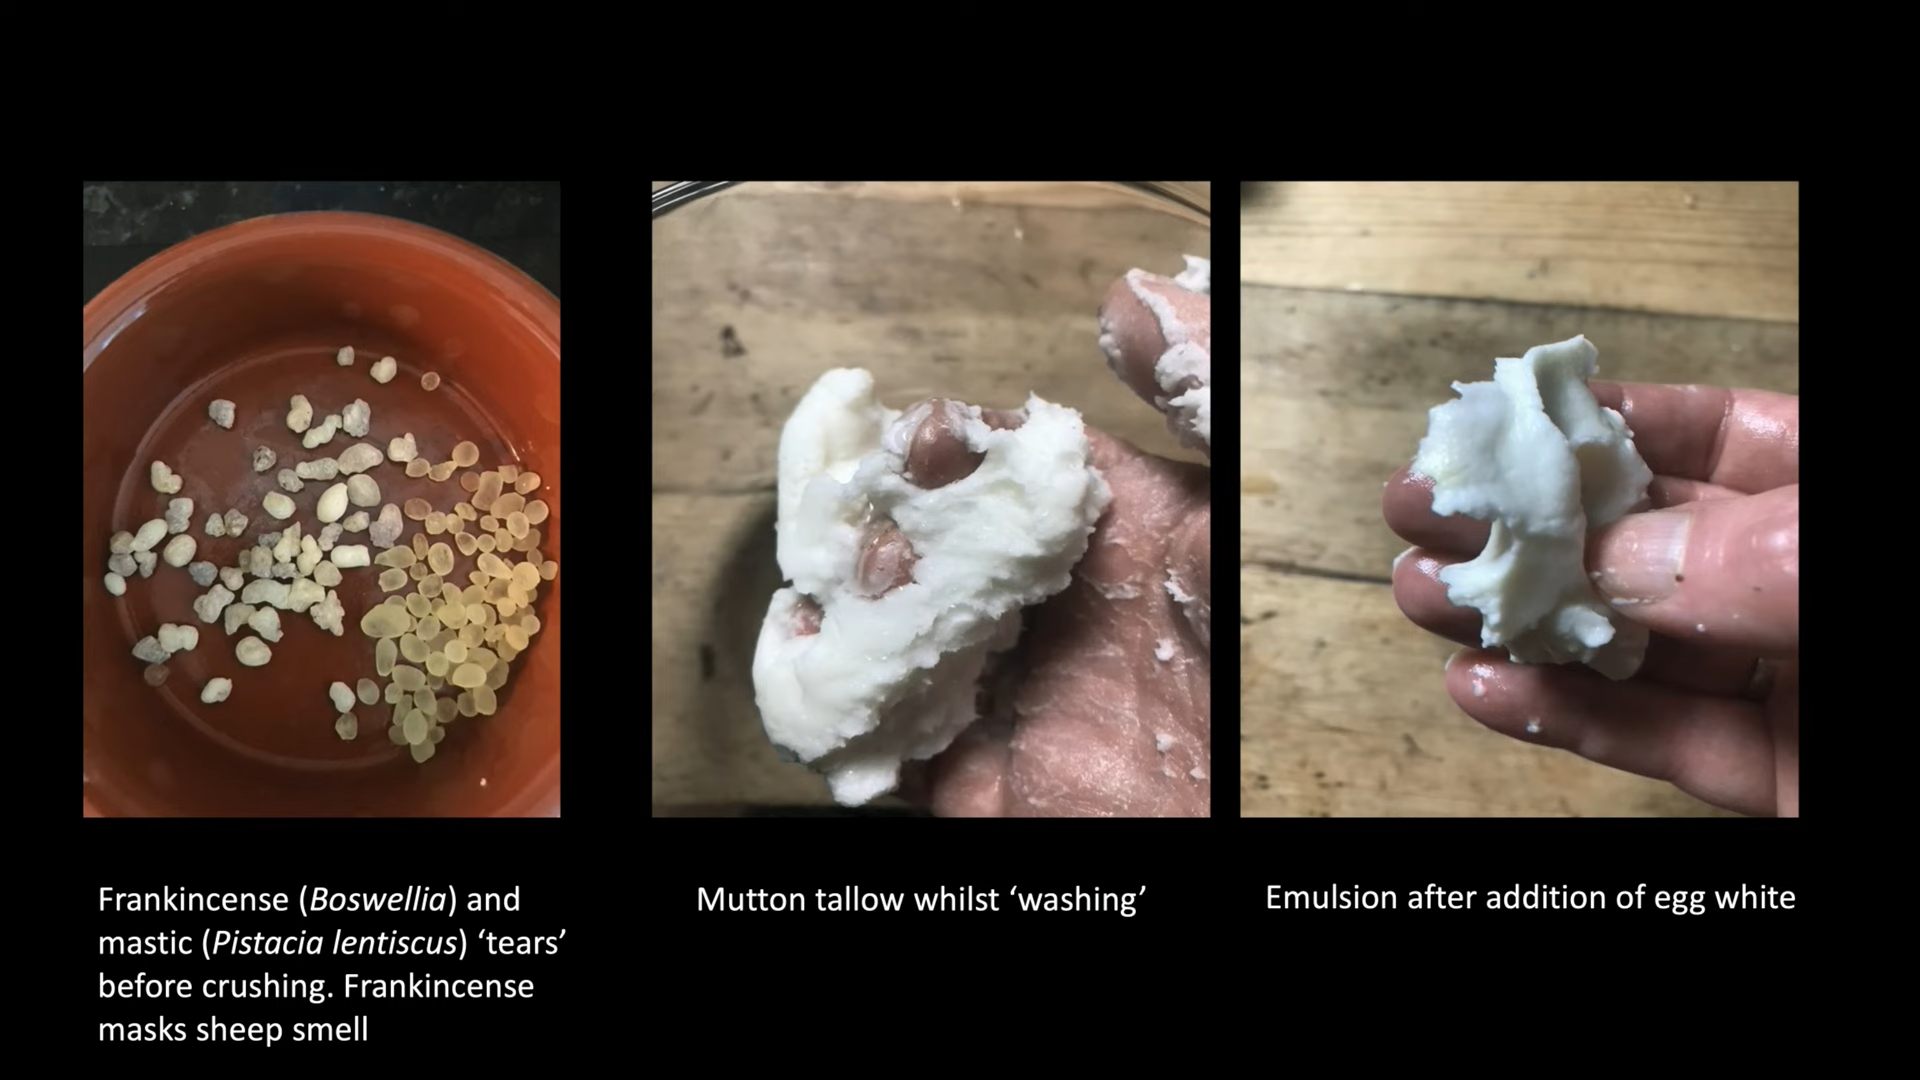 Frankincense (Boswellia) and
mastic (Pistacia lentiscus) ‘tears’
before crushing. Frankincense
masks sheep smell
Mutton tallow whilst ‘washing’
Emulsion after addition of egg white